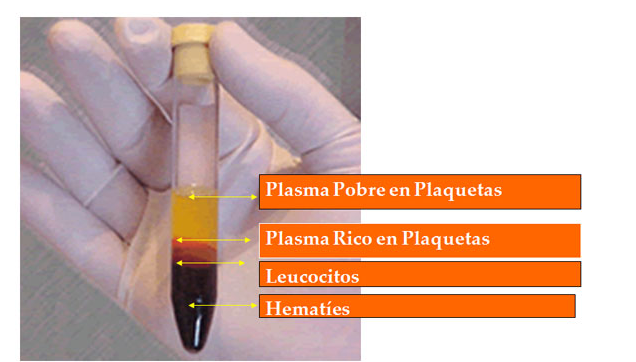 Plasma Pobre en Plaquetas
Plasma Rico en Plaquetas
Leucocitos
Hematíes